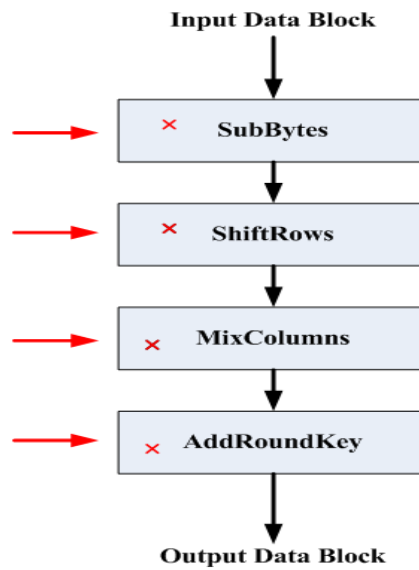 Input Data Block
SubBytes
ShiftRows
MixColumns
AddRoundKey
Output Data Block